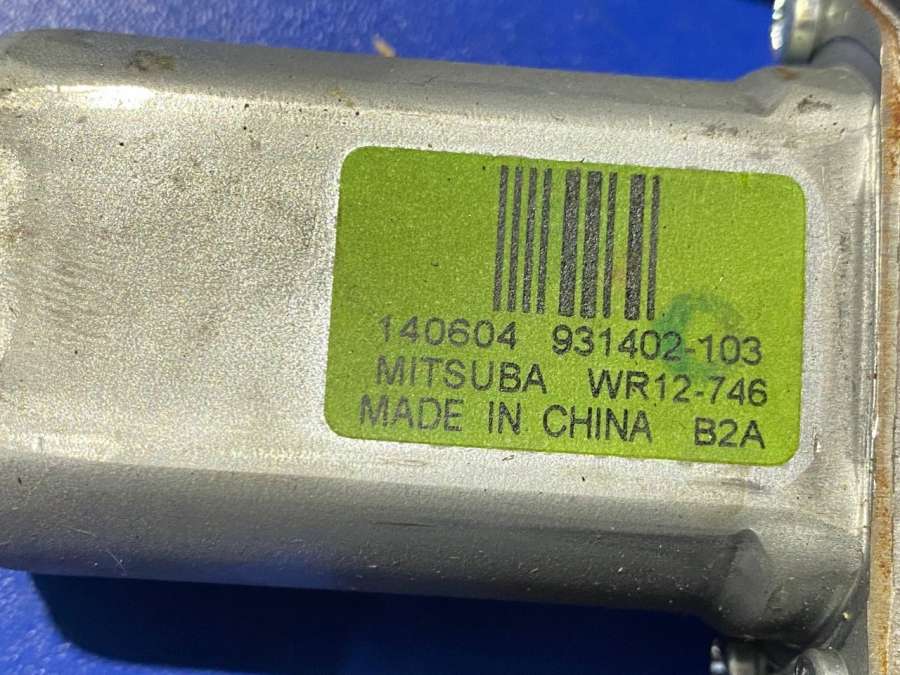 140604 931402-103
MITSUBA WR12-746
MADE IN CHINA B2A